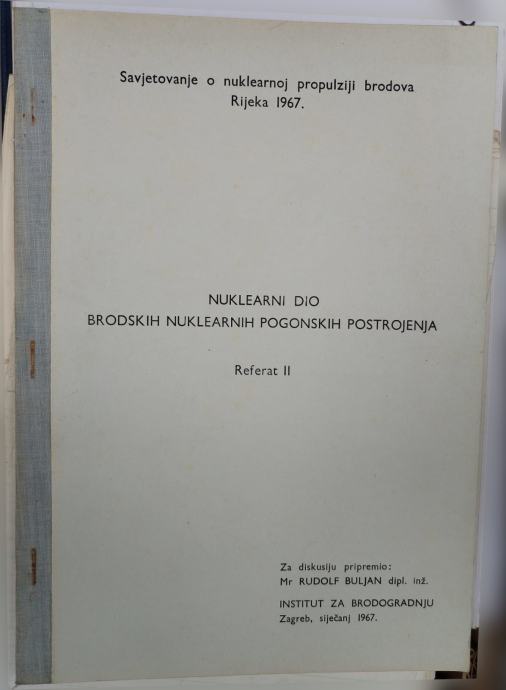 Savjetovanje o nuklearnoj propulziji brodova
Rijeka 1967.
NUKLEARNI DIO
BRODSKIH NUKLEARNIH POGONSKIH POSTROJENJA
Referat II
Za diskusiju pripremio:
Mr RUDOLF BULJAN dipl. inž.
INSTITUT ZA BRODOGRADNJU
Zagreb, siječanj 1967.